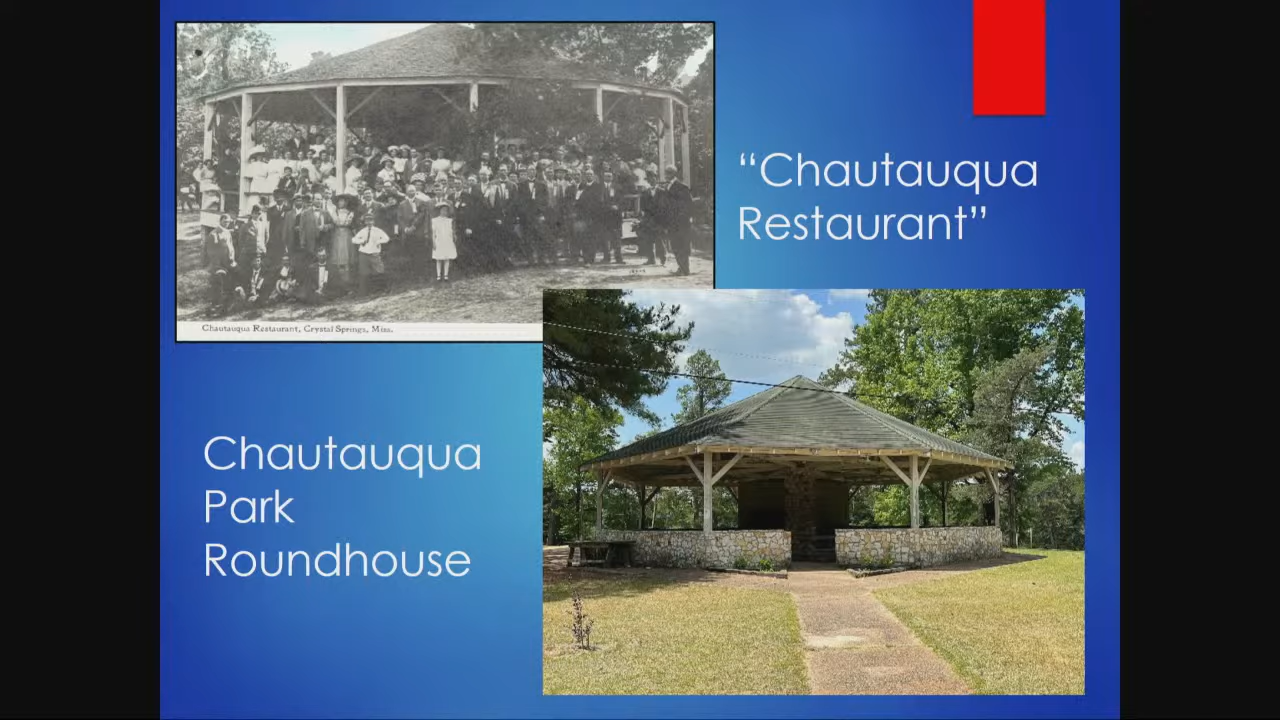 “Chautauqua
Restaurant”
Chautauqua Restaurant, Crystal Springs, Miss.
Chautauqua
Park
Roundhouse